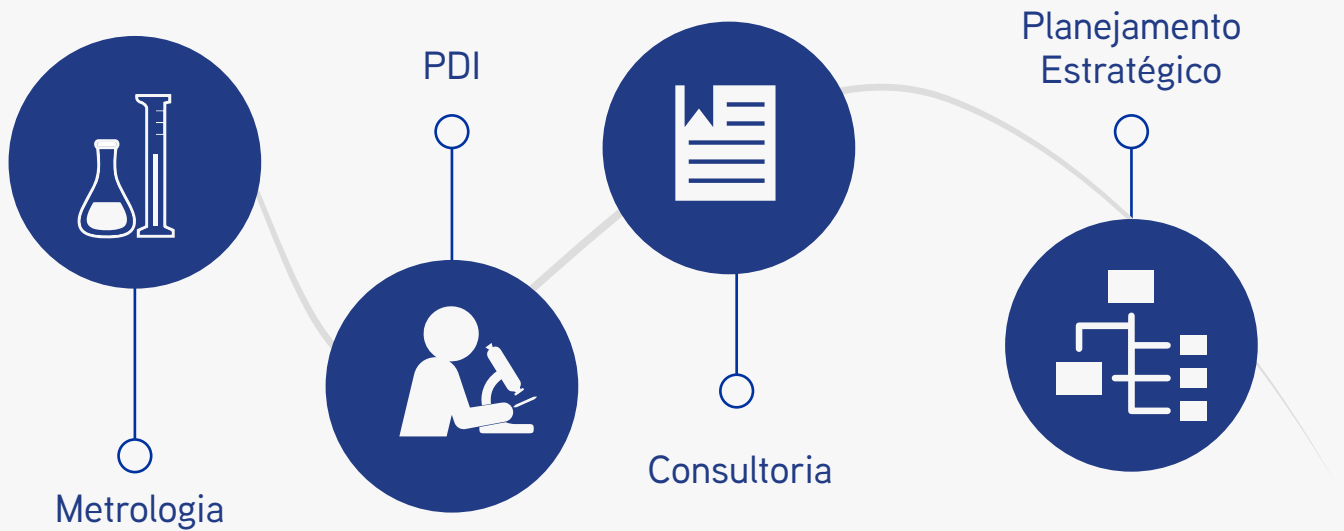 Metrologia
PDI
Consultoria
Planejamento
Estratégico